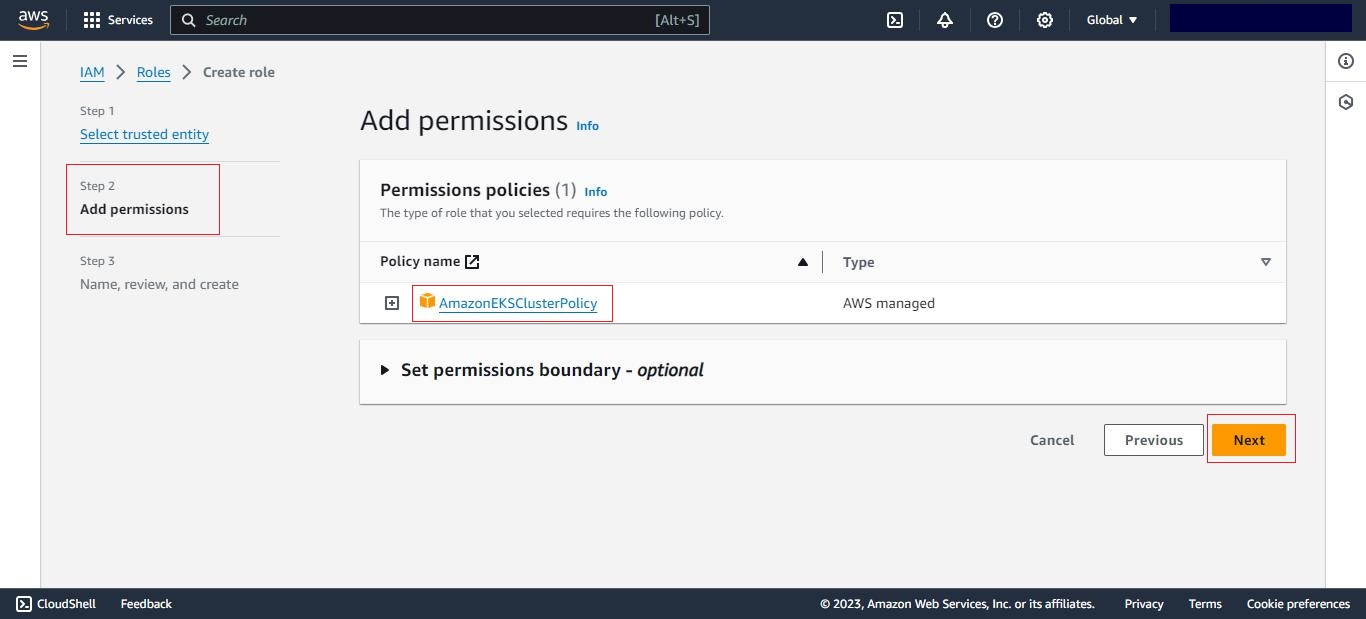 aws
Services
Search
[Alt+S]
Global ▼
IAM > Roles > Create role
Step 1
Select trusted entity
Step 2
Add permissions
Step 3
Name, review, and create
Add permissions Info
Permissions policies (1) Info
The type of role that you selected requires the following policy.
Policy name
Type
AmazonEKSClusterPolicy
AWS managed
Set permissions boundary - optional
Cancel
Previous
Next
CloudShell
Feedback
© 2023, Amazon Web Services, Inc. or its affiliates.
Privacy
Terms
Cookie preferences